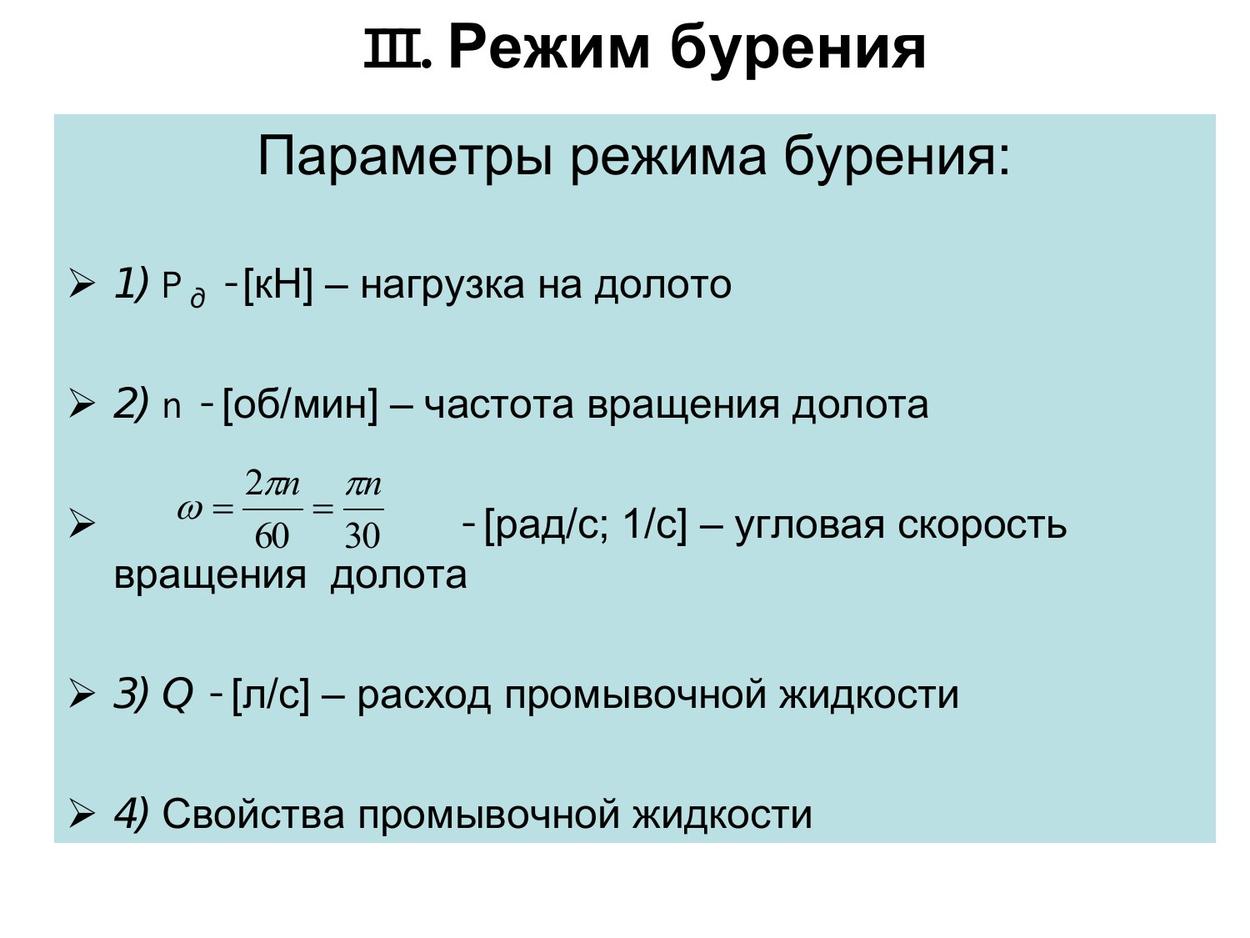 III. Режим бурения
Параметры режима бурения:
➢ 1) P д - [кН] – нагрузка на долото
➢ 2) n - [об/мин] – частота вращения долота
➢ ω = 2πn/60 = πn/30 - [рад/с; 1/с] – угловая скорость
вращения долота
➢ 3) Q - [л/с] – расход промывочной жидкости
➢ 4) Свойства промывочной жидкости